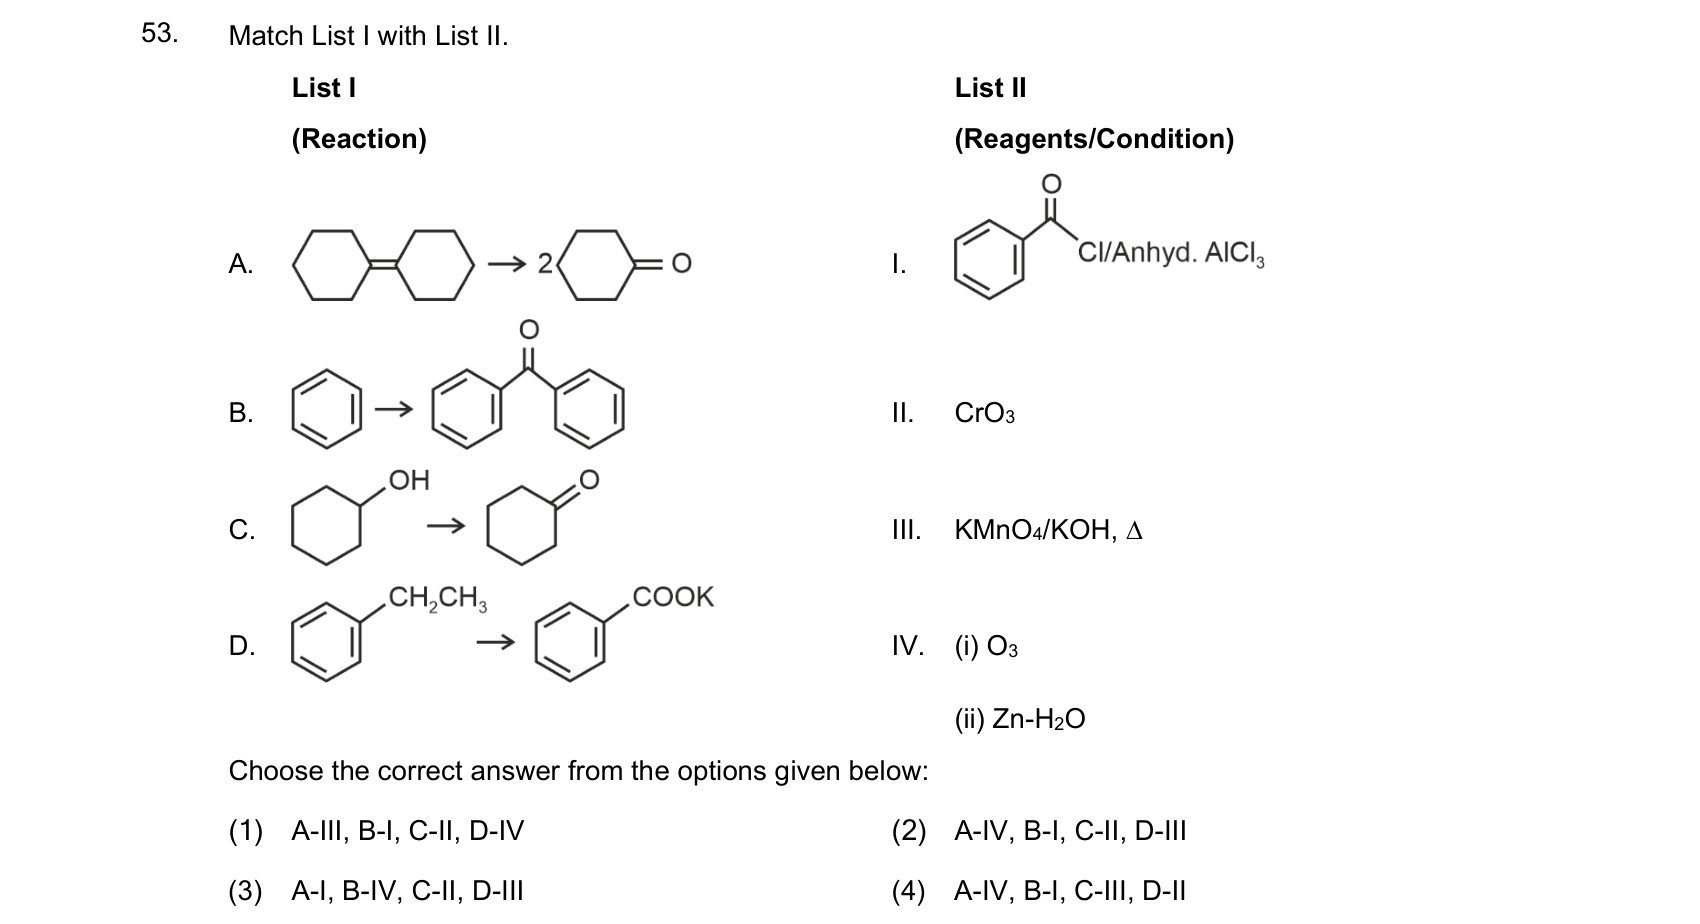 53. Match List I with List II.
List I List II
(Reaction) (Reagents/Condition)
A. → 2 O I. O Cl/Anhyd. AlCl₃
B. → O II. CrO₃
C. OH → O III. KMnO₄/KOH, Δ
D. CH₂CH₃ → COOK IV. (i) O₃
(ii) Zn-H₂O
Choose the correct answer from the options given below:
(1) A-III, B-I, C-II, D-IV (2) A-IV, B-I, C-II, D-III
(3) A-I, B-IV, C-II, D-III (4) A-IV, B-I, C-III, D-II